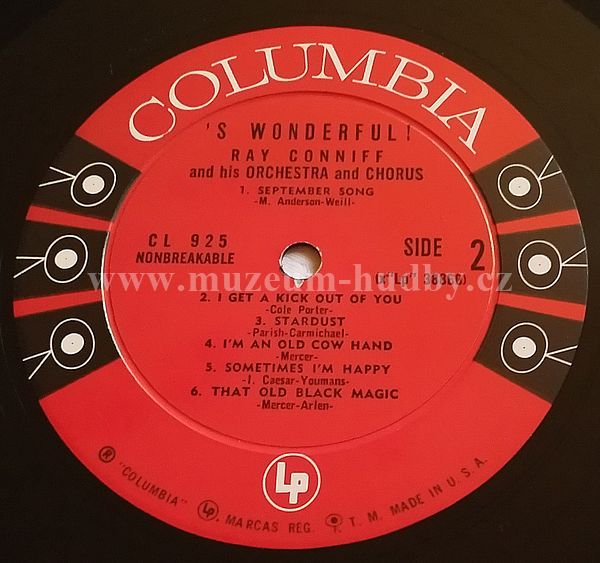 COLUMBIA
'S WONDERFUL!
RAY CONNIFF
and his ORCHESTRA and CHORUS
1. SEPTEMBER SONG
-M. Anderson-Weill-
CL 925
NONBREAKABLE
SIDE 2
www.muzeum-hudby.cz
2. I GET A KICK OUT OF YOU
-Cole Porter-
3. STARDUST
-Parish-Carmichael-
4. I'M AN OLD COW HAND
-Mercer-
5. SOMETIMES I'M HAPPY
-I. Caesar-Youmans-
6. THAT OLD BLACK MAGIC
-Mercer-Arlen-
Lp
® "COLUMBIA" Lp, MARCAS REG. T. M. MADE IN U. S. A.